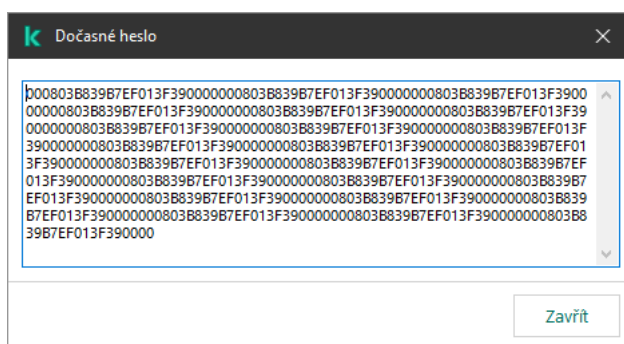 Dočasné heslo
000803B839B7EF013F390000000803B839B7EF013F390000000803B839B7EF013F3900
00000803B839B7EF013F390000000803B839B7EF013F390000000803B839B7EF013F39
0000000803B839B7EF013F390000000803B839B7EF013F390000000803B839B7EF013F
390000000803B839B7EF013F390000000803B839B7EF013F390000000803B839B7EF01
3F390000000803B839B7EF013F390000000803B839B7EF013F390000000803B839B7EF
013F390000000803B839B7EF013F390000000803B839B7EF013F390000000803B839B7
EF013F390000000803B839B7EF013F390000000803B839B7EF013F390000000803B839
B7EF013F390000000803B839B7EF013F390000000803B839B7EF013F390000000803B8
39B7EF013F390000
Zavřít